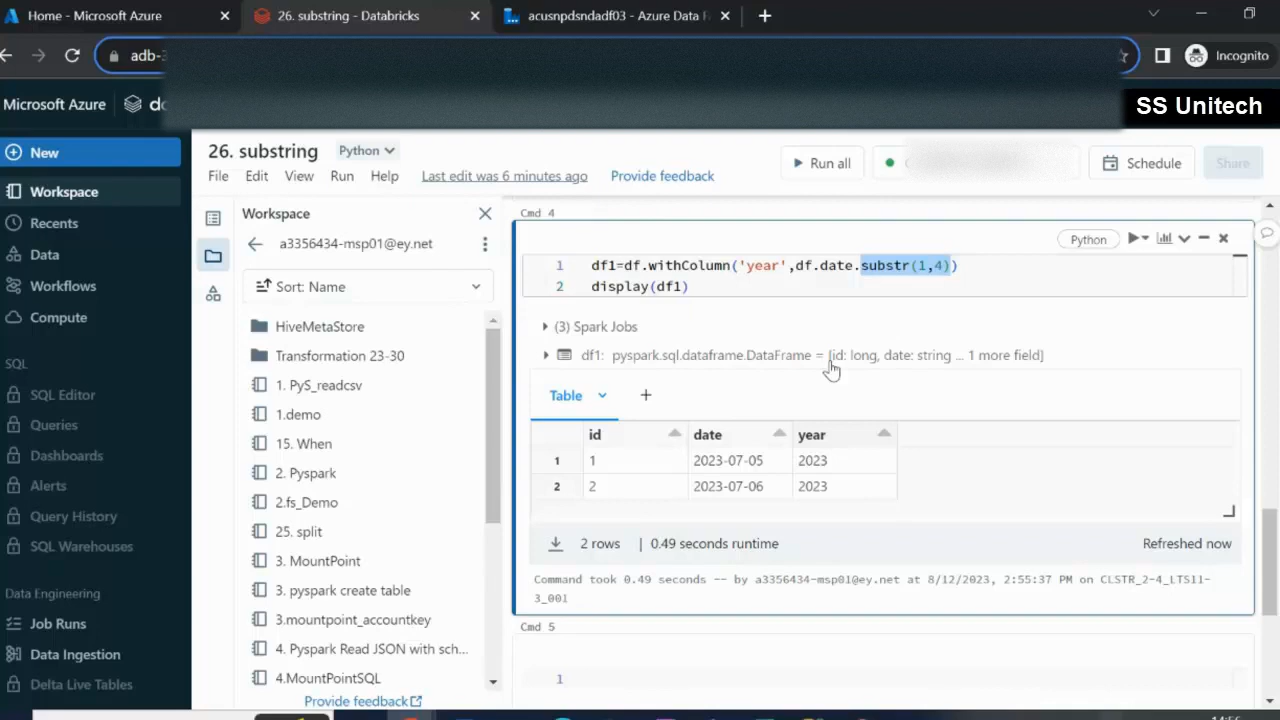 Home - Microsoft Azure
26. substring - Databricks
acusnpdsndadf03 - Azure Data F
adb-
Incognito
Microsoft Azure
SS Unitech
New
Workspace
Recents
Data
Workflows
Compute
SQL
SQL Editor
Queries
Dashboards
Alerts
Query History
SQL Warehouses
Data Engineering
Job Runs
Data Ingestion
Delta Live Tables
26. substring
Python
Run all
Schedule
Share
File Edit View Run Help Last edit was 6 minutes ago Provide feedback
Workspace
a3356434-msp01@ey.net
Sort: Name
HiveMetaStore
Transformation 23-30
1. PyS_readcsv
1.demo
15. When
2. Pyspark
2.fs_Demo
25. split
3. MountPoint
3. pyspark create table
3.mountpoint_accountkey
4. Pyspark Read JSON with sch...
4.MountPointSQL
Provide feedback
Cmd 4
Python
1 df1=df.withColumn('year',df.date.substr(1,4))
2 display(df1)
(3) Spark Jobs
df1: pyspark.sql.dataframe.DataFrame = [id: long, date: string ... 1 more field]
Table +
id date year
1 1 2023-07-05 2023
2 2 2023-07-06 2023
2 rows | 0.49 seconds runtime
Refreshed now
Command took 0.49 seconds -- by a3356434-msp01@ey.net at 8/12/2023, 2:55:37 PM on CLSTR_2-4_LTS11-
3_001
Cmd 5
1